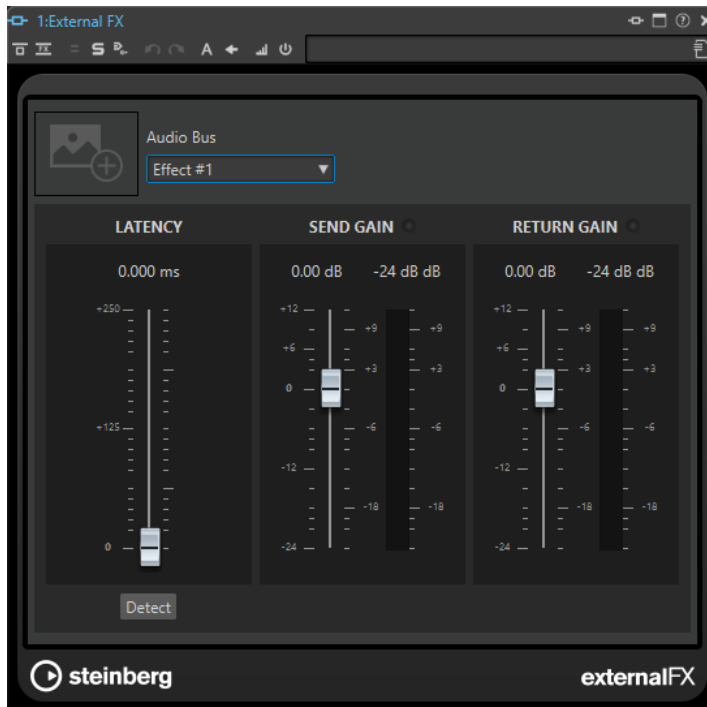 1:External FX
A
Audio Bus
Effect #1
LATENCY
SEND GAIN
RETURN GAIN
0.000 ms
0.00 dB -24 dB dB
0.00 dB -24 dB dB
+250
+125
0
+12
+6
0
-12
-24
+9
+3
-6
-18
+9
+3
-6
-18
+12
+6
0
-12
-24
+9
+3
-6
-18
+9
+3
-6
-18
Detect
steinberg
externalFX